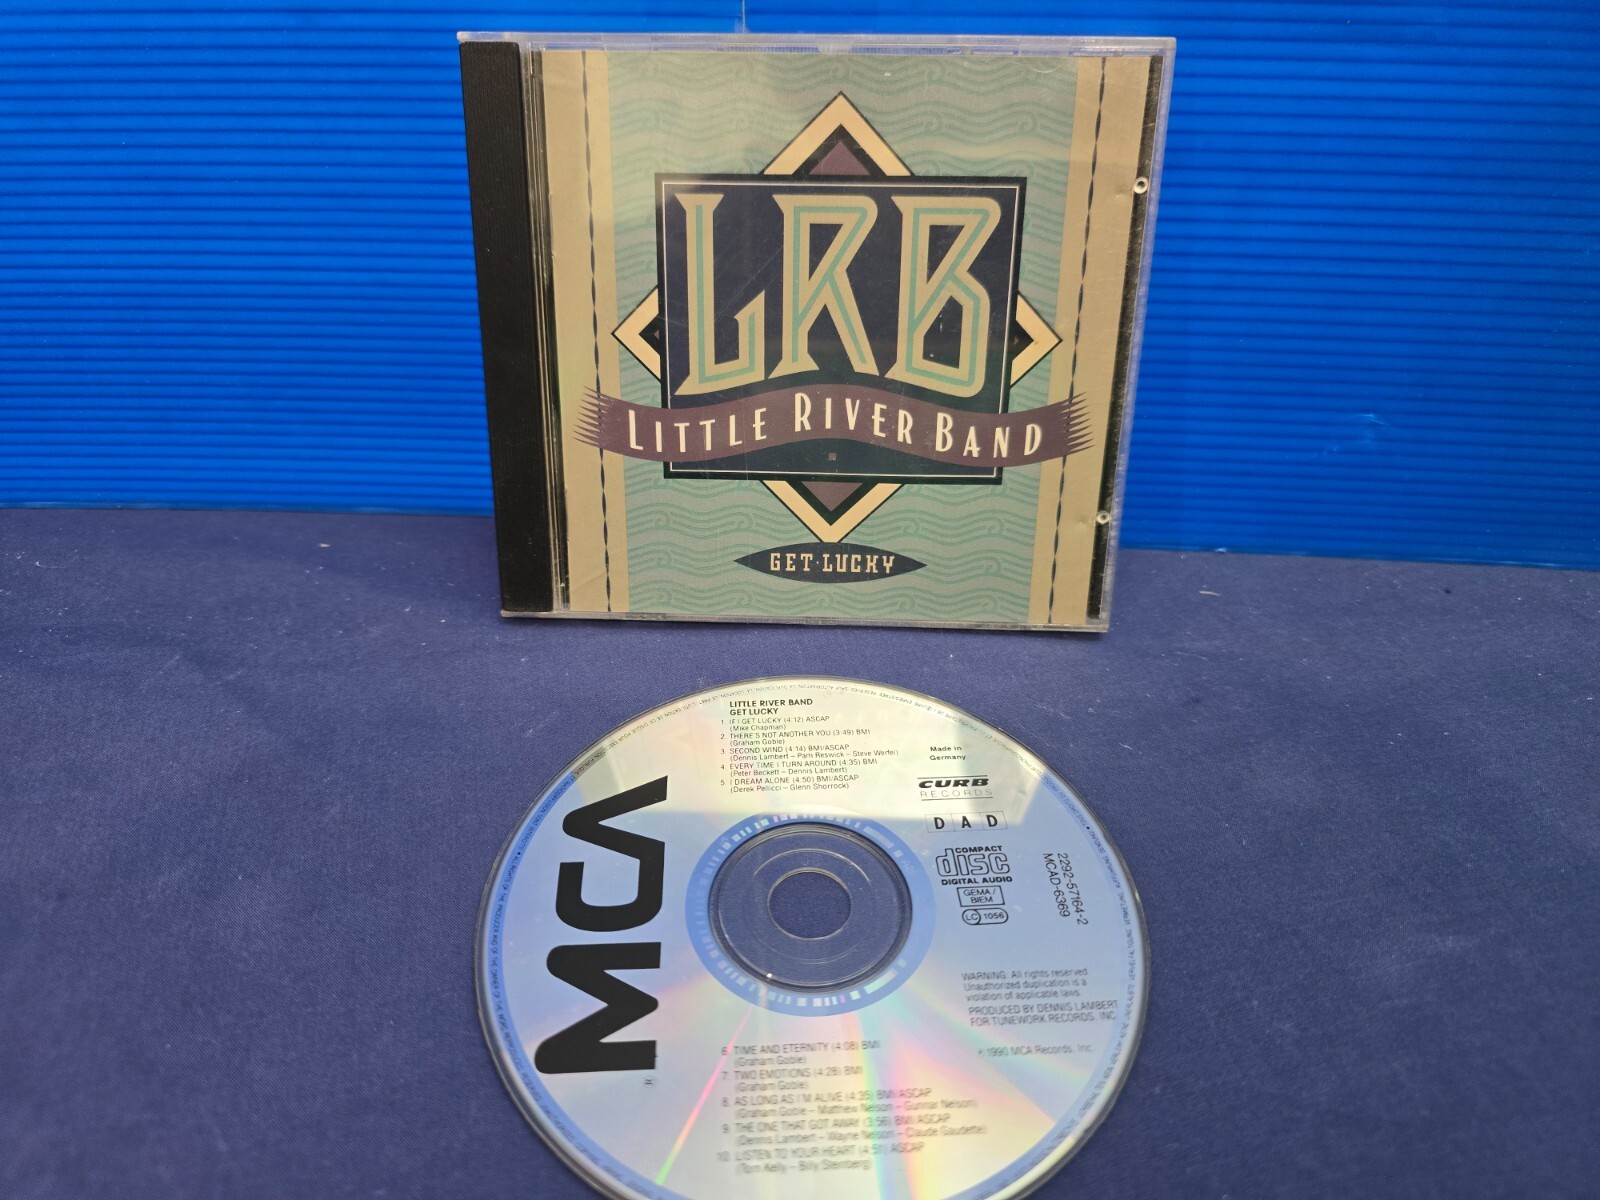 LRB
LITTLE RIVER BAND
GET·LUCKY
LITTLE RIVER BAND
GET LUCKY
1. IF I GET LUCKY (4:12) ASCAP
(Mike Chapman)
2. THERE'S NOT ANOTHER YOU (3:49) BMI
(Graham Goble)
3. SECOND WIND (4:14) BMI/ASCAP
(Dennis Lambert – Pam Reswick – Steve Werfel)
4. EVERY TIME I TURN AROUND (4:35) BMI
(Peter Beckett – Dennis Lambert)
5. I DREAM ALONE (4:50) BMI/ASCAP
(Derek Pellicci – Glenn Shorrock)
Made in
Germany
CURB
RECORDS
DAD
COMPACT
disc
DIGITAL AUDIO
GEMA/
BIEM
LC 1056
2292-57164-2
MCAD-6369
MCA
®
WARNING: All rights reserved.
Unauthorized duplication is a
violation of applicable laws.
PRODUCED BY DENNIS LAMBERT
FOR TUNEWORK RECORDS, INC.
1990 MCA Records, Inc.
6. TIME AND ETERNITY (4:08) BMI
(Graham Goble)
7. TWO EMOTIONS (4:28) BMI
(Graham Goble)
8. AS LONG AS I'M ALIVE (4:35) BMI/ASCAP
(Graham Goble – Matthew Nelson – Gunnar Nelson)
9. THE ONE THAT GOT AWAY (3:56) BMI/ASCAP
(Dennis Lambert – Wayne Nelson – Claude Gaudette)
10. LISTEN TO YOUR HEART (4:51) ASCAP
(Tom Kelly – Billy Steinberg)